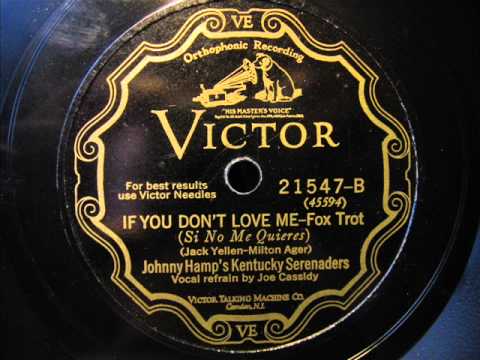 VE
Orthophonic Recording
"HIS MASTER'S VOICE"
VICTOR
For best results
use Victor Needles
21547-B
(45594)
IF YOU DON'T LOVE ME-Fox Trot
(Si No Me Quieres)
(Jack Yellen-Milton Ager)
Johnny Hamp's Kentucky Serenaders
Vocal refrain by Joe Cassidy
VICTOR TALKING MACHINE CO.
Camden, N.J.
VE